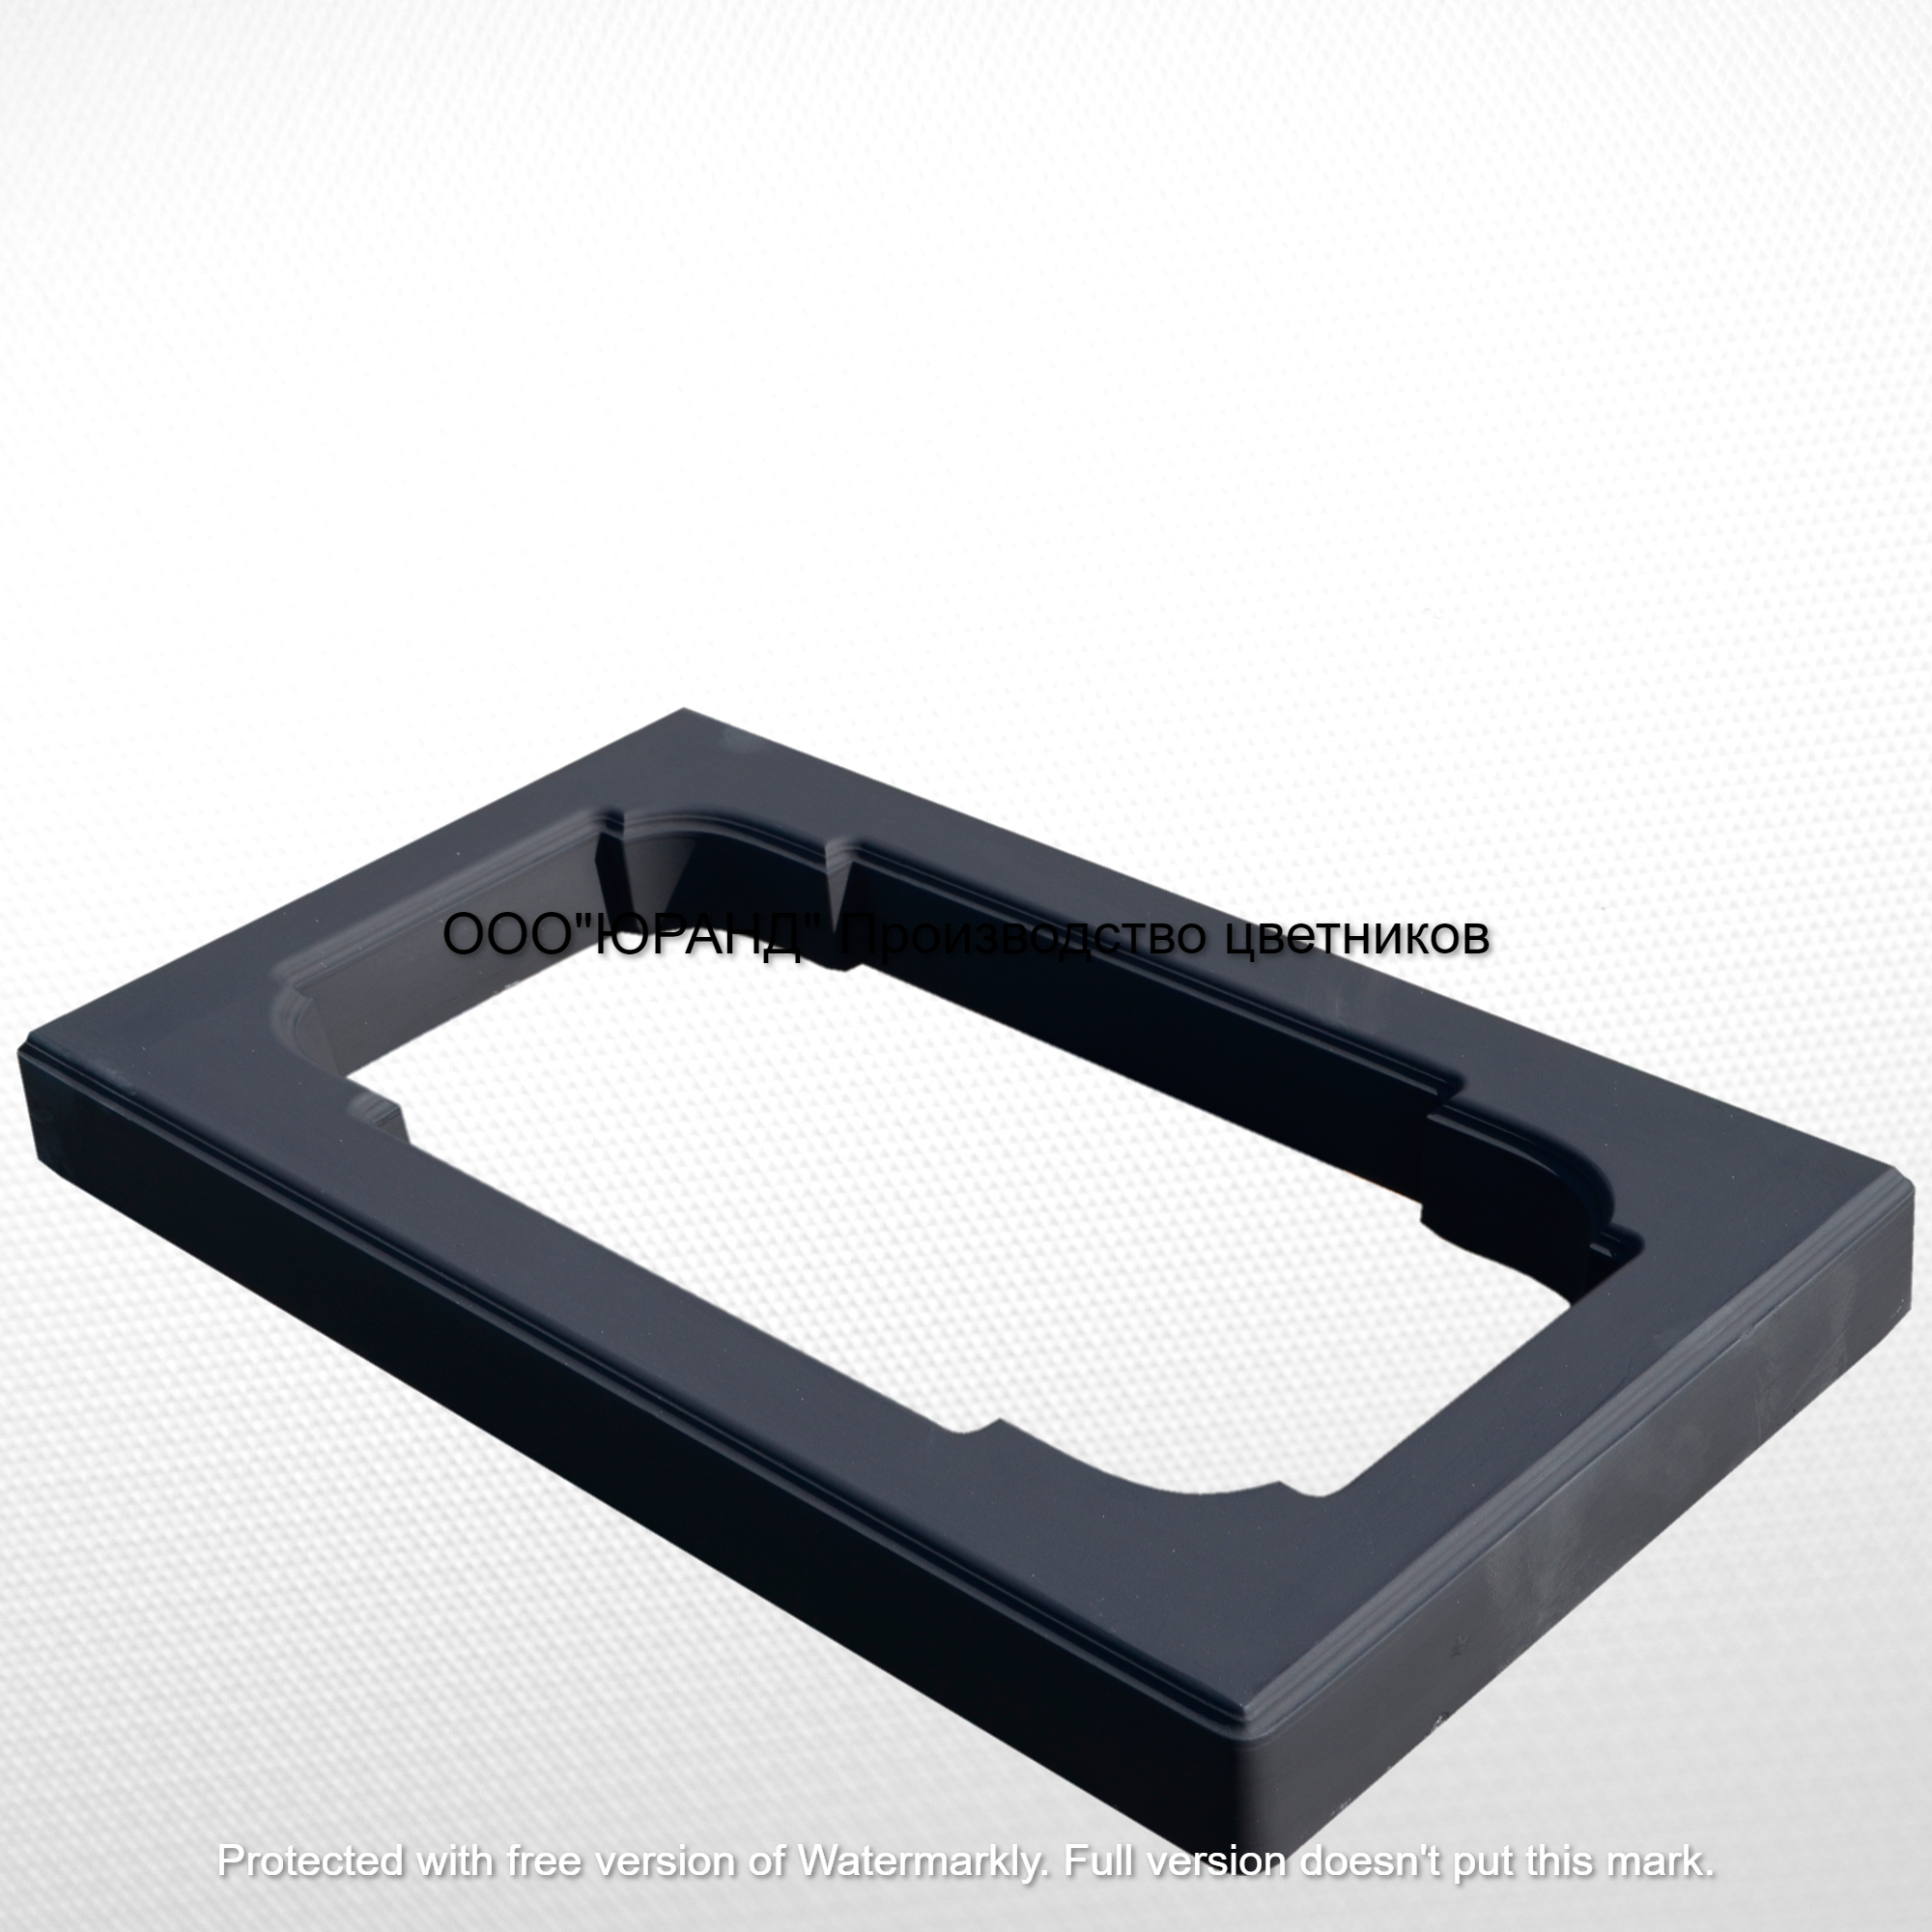 ООО"ЮРАНД" Производство цветников
Protected with free version of Watermarkly. Full version doesn't put this mark.